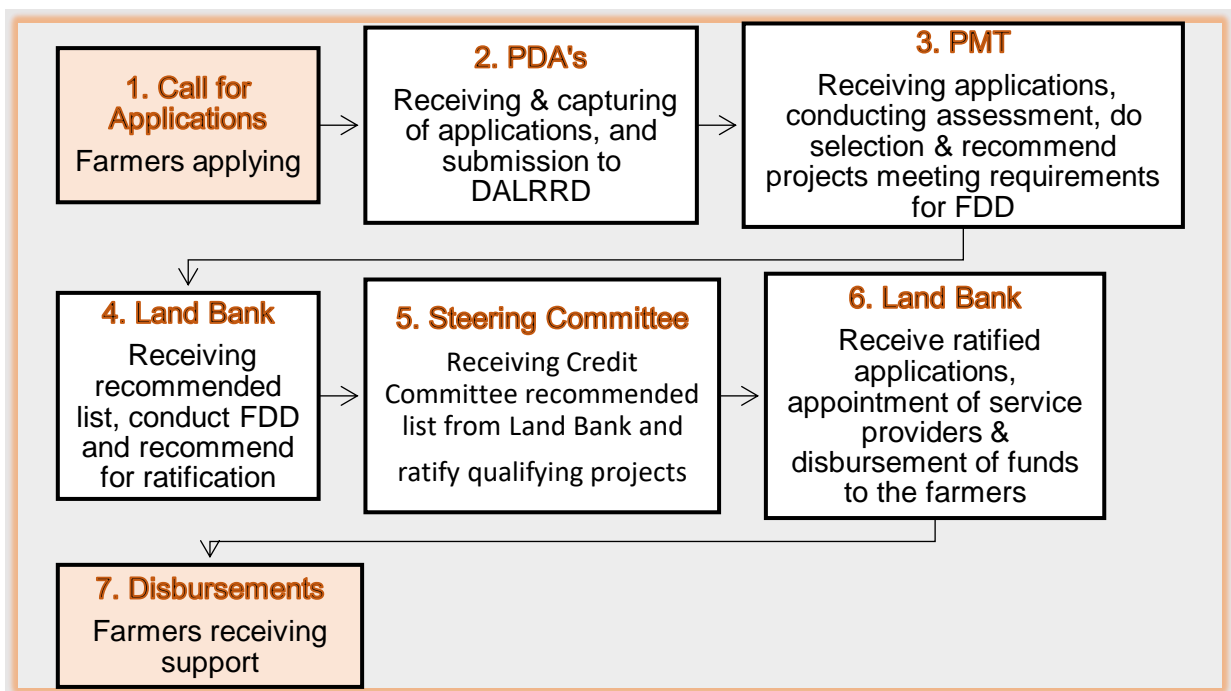 1. Call for
Applications
Farmers applying
2. PDA's
Receiving & capturing
of applications, and
submission to
DALRRD
3. PMT
Receiving applications,
conducting assessment, do
selection & recommend
projects meeting requirements
for FDD
4. Land Bank
Receiving
recommended
list, conduct FDD
and recommend
for ratification
5. Steering Committee
Receiving Credit
Committee recommended
list from Land Bank and
ratify qualifying projects
6. Land Bank
Receive ratified
applications,
appointment of service
providers &
disbursement of funds
to the farmers
7. Disbursements
Farmers receiving
support